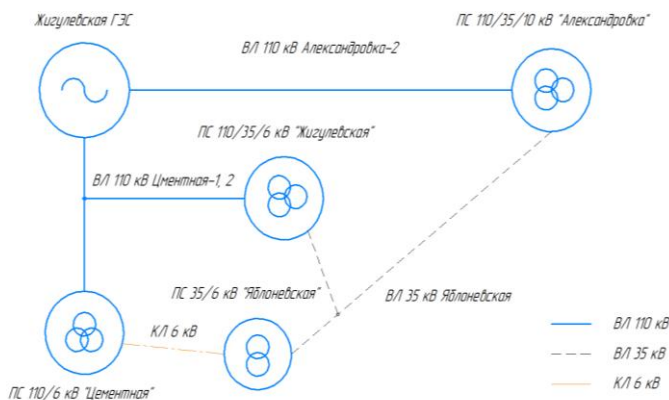 Жигулевская ГЭС
ПС 110/35/10 кВ "Александровка"
ВЛ 110 кВ Александровка-2
ПС 110/35/6 кВ "Жигулевская"
ВЛ 110 кВ Цментная-1, 2
ПС 35/6 кВ "Яблоневская"
ВЛ 35 кВ Яблоневская
КЛ 6 кВ
ПС 110/6 кВ "Цементная"
ВЛ 110 кВ
ВЛ 35 кВ
КЛ 6 кВ